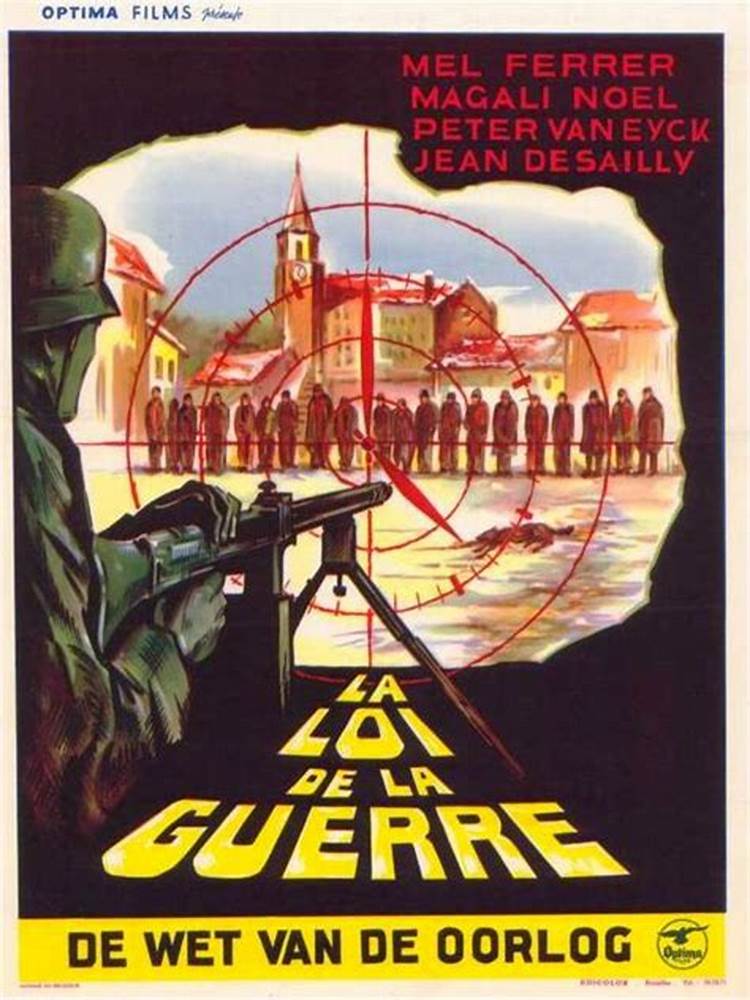 OPTIMA FILMS présente
MEL FERRER
MAGALI NOEL
PETER VAN EYCK
JEAN DESAILLY
LA
LOI
DE LA
GUERRE
DE WET VAN DE OORLOG
Optima